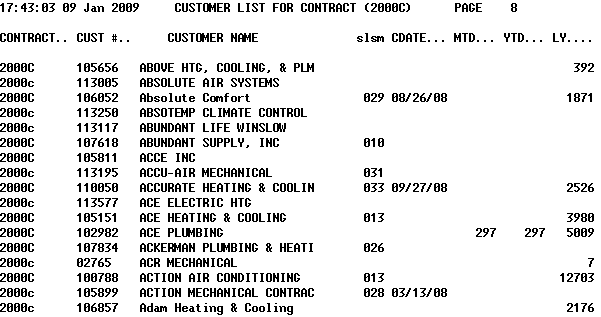 17:43:03 09 Jan 2009 CUSTOMER LIST FOR CONTRACT (2000C) PAGE 8
CONTRACT.. CUST #.. CUSTOMER NAME slsm CDATE... MTD... YTD... LY....
2000C 105656 ABOVE HTG, COOLING, & PLM 392
2000c 113005 ABSOLUTE AIR SYSTEMS
2000C 106052 Absolute Comfort 029 08/26/08 1871
2000c 113250 ABSOTEMP CLIMATE CONTROL
2000c 113117 ABUNDANT LIFE WINSLOW
2000c 107618 ABUNDANT SUPPLY, INC 010
2000C 105811 ACCE INC
2000c 113195 ACCU-AIR MECHANICAL 031
2000C 110050 ACCURATE HEATING & COOLIN 033 09/27/08 2526
2000c 113577 ACE ELECTRIC HTG
2000C 105151 ACE HEATING & COOLING 013 3980
2000C 102982 ACE PLUMBING 297 297 5009
2000C 107834 ACKERMAN PLUMBING & HEATI 026
2000c 02765 ACR MECHANICAL 7
2000c 100788 ACTION AIR CONDITIONING 013 12703
2000c 105899 ACTION MECHANICAL CONTRAC 028 03/13/08
2000c 106857 Adam Heating & Cooling 2176